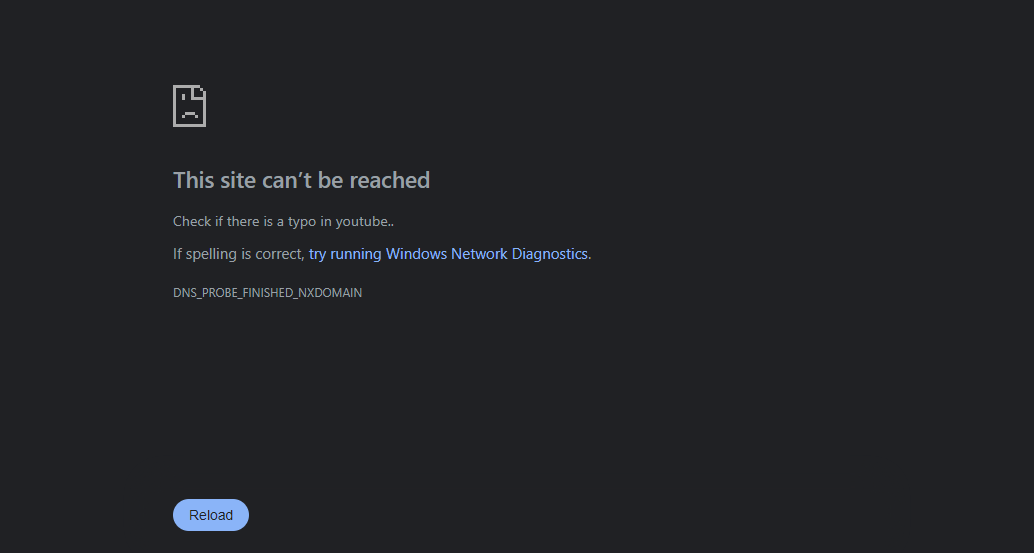 This site can’t be reached
Check if there is a typo in youtube..
If spelling is correct, try running Windows Network Diagnostics.
DNS_PROBE_FINISHED_NXDOMAIN
Reload